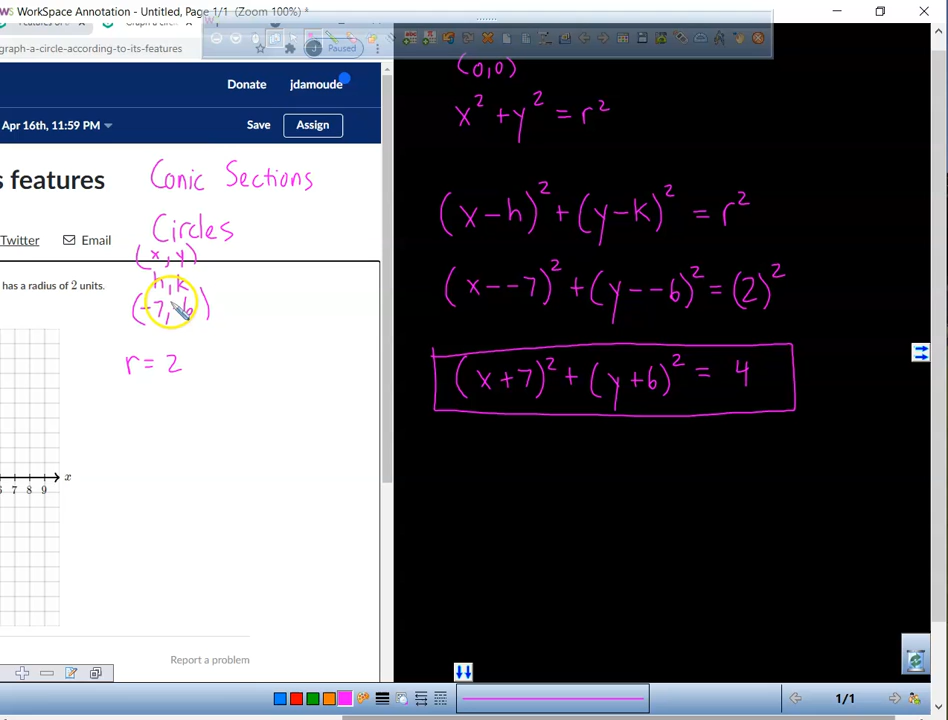 WorkSpace Annotation - Untitled, Page 1/1 (Zoom 100%) *
graph-a-circle-according-to-its-features
Paused
Donate
jdamoude
Apr 16th, 11:59 PM
Save
Assign
s features
Twitter
Email
has a radius of 2 units.
Conic Sections
Circles
(x, y)
h, k
(-7, -6)
r = 2
x
7 8 9
Report a problem
(0,0)
x² + y² = r²
(x-h)² + (y-k)² = r²
(x--7)² + (y--6)² = (2)²
(x+7)² + (y+6)² = 4
1/1